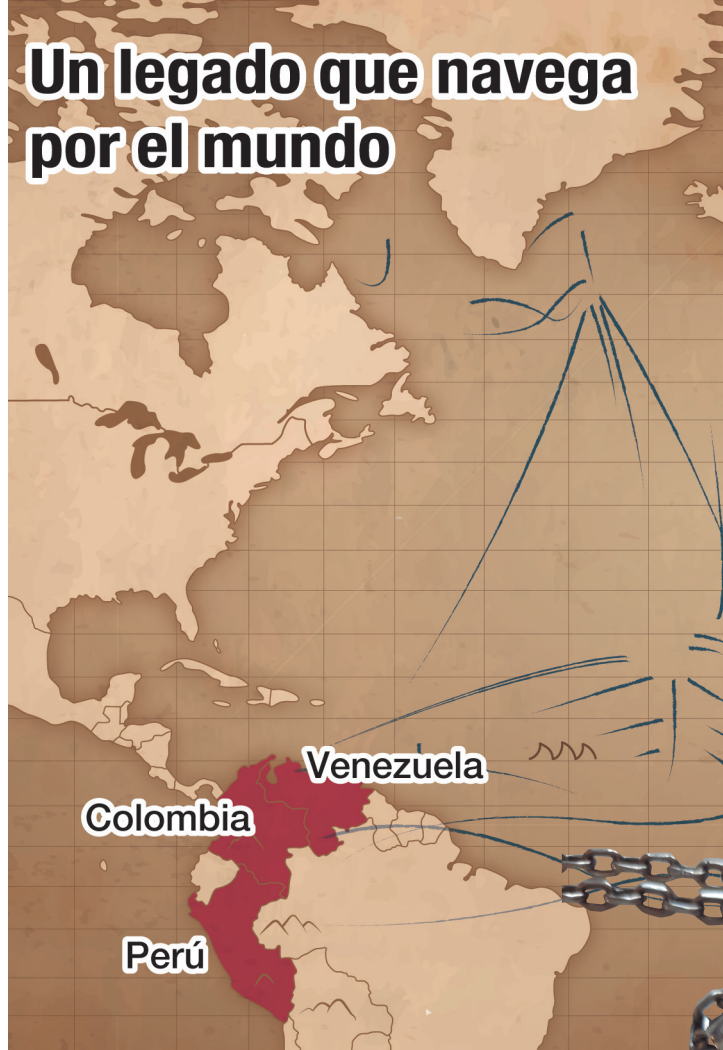 Un legado que navega
por el mundo
Venezuela
Colombia
Perú